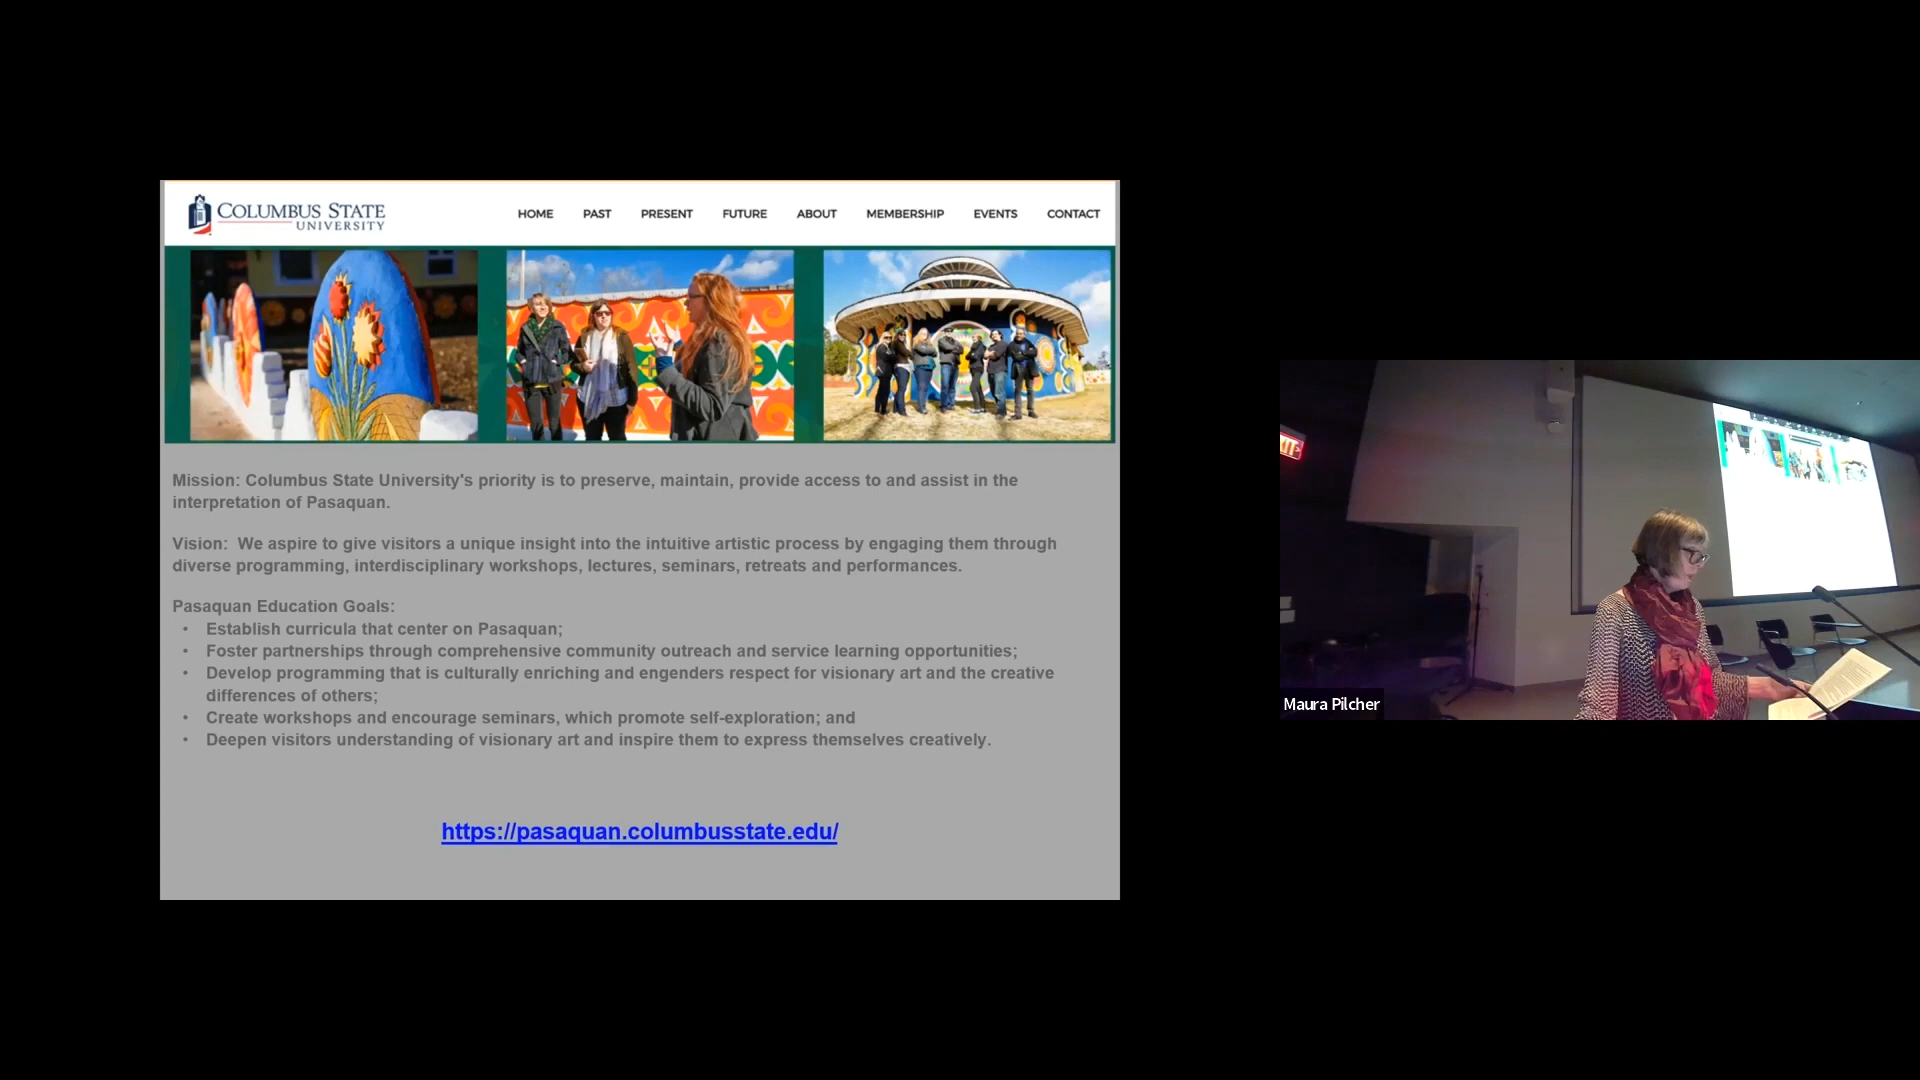 COLUMBUS STATE
UNIVERSITY
HOME PAST PRESENT FUTURE ABOUT MEMBERSHIP EVENTS CONTACT
Mission: Columbus State University's priority is to preserve, maintain, provide access to and assist in the
interpretation of Pasaquan.
Vision:  We aspire to give visitors a unique insight into the intuitive artistic process by engaging them through
diverse programming, interdisciplinary workshops, lectures, seminars, retreats and performances.
Pasaquan Education Goals:
• Establish curricula that center on Pasaquan;
• Foster partnerships through comprehensive community outreach and service learning opportunities;
• Develop programming that is culturally enriching and engenders respect for visionary art and the creative
differences of others;
• Create workshops and encourage seminars, which promote self-exploration; and
• Deepen visitors understanding of visionary art and inspire them to express themselves creatively.
https://pasaquan.columbusstate.edu/
Maura Pilcher